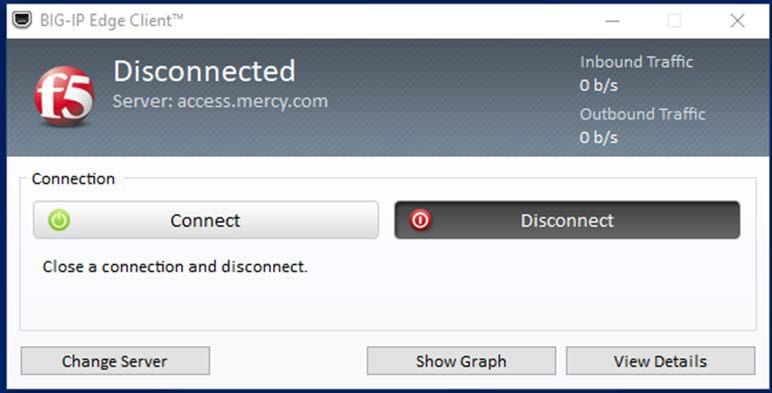 BIG-IP Edge Client™
f5
Disconnected
Server: access.mercy.com
Inbound Traffic
0 b/s
Outbound Traffic
0 b/s
Connection
Connect
Disconnect
Close a connection and disconnect.
Change Server
Show Graph
View Details